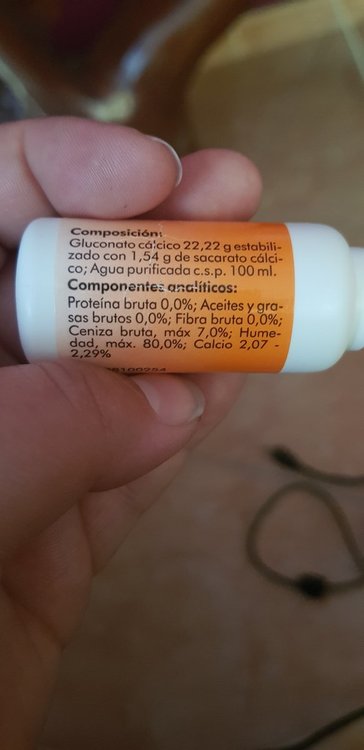 Composición:
Gluconato cálcico 22,22 g estabili-
zado con 1,54 g de sacarato cálci-
co; Agua purificada c.s.p. 100 ml.
Componentes analíticos:
Proteína bruta 0,0%; Aceites y gra-
sas brutos 0,0%; Fibra bruta 0,0%;
Ceniza bruta, máx 7,0%; Hume-
dad, máx. 80,0%; Calcio 2,07 -
2,29%